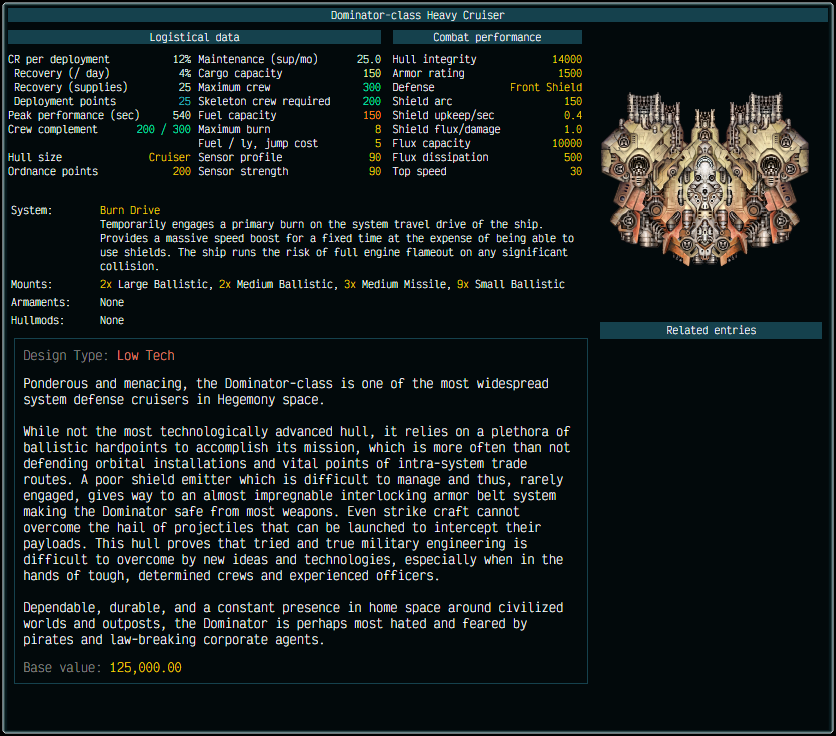 Dominator-class Heavy Cruiser
Logistical data
Combat performance
CR per deployment 12% Maintenance (sup/mo) 25.0 Hull integrity 14000
Recovery (/ day) 4% Cargo capacity 150 Armor rating 1500
Recovery (supplies) 25 Maximum crew 300 Defense Front Shield
Deployment points 25 Skeleton crew required 200 Shield arc 150
Peak performance (sec) 540 Fuel capacity 150 Shield upkeep/sec 0.4
Crew complement 200 / 300 Maximum burn 8 Shield flux/damage 1.0
Fuel / ly, jump cost 5 Flux capacity 10000
Hull size Cruiser Sensor profile 90 Flux dissipation 500
Ordnance points 200 Sensor strength 90 Top speed 30
System: Burn Drive
Temporarily engages a primary burn on the system travel drive of the ship.
Provides a massive speed boost for a fixed time at the expense of being able to
use shields. The ship runs the risk of full engine flameout on any significant
collision.
Mounts: 2x Large Ballistic, 2x Medium Ballistic, 3x Medium Missile, 9x Small Ballistic
Armaments: None
Hullmods: None
Related entries
Design Type: Low Tech
Ponderous and menacing, the Dominator-class is one of the most widespread
system defense cruisers in Hegemony space.
While not the most technologically advanced hull, it relies on a plethora of
ballistic hardpoints to accomplish its mission, which is more often than not
defending orbital installations and vital points of intra-system trade
routes. A poor shield emitter which is difficult to manage and thus, rarely
engaged, gives way to an almost impregnable interlocking armor belt system
making the Dominator safe from most weapons. Even strike craft cannot
overcome the hail of projectiles that can be launched to intercept their
payloads. This hull proves that tried and true military engineering is
difficult to overcome by new ideas and technologies, especially when in the
hands of tough, determined crews and experienced officers.
Dependable, durable, and a constant presence in home space around civilized
worlds and outposts, the Dominator is perhaps most hated and feared by
pirates and law-breaking corporate agents.
Base value: 125,000.00